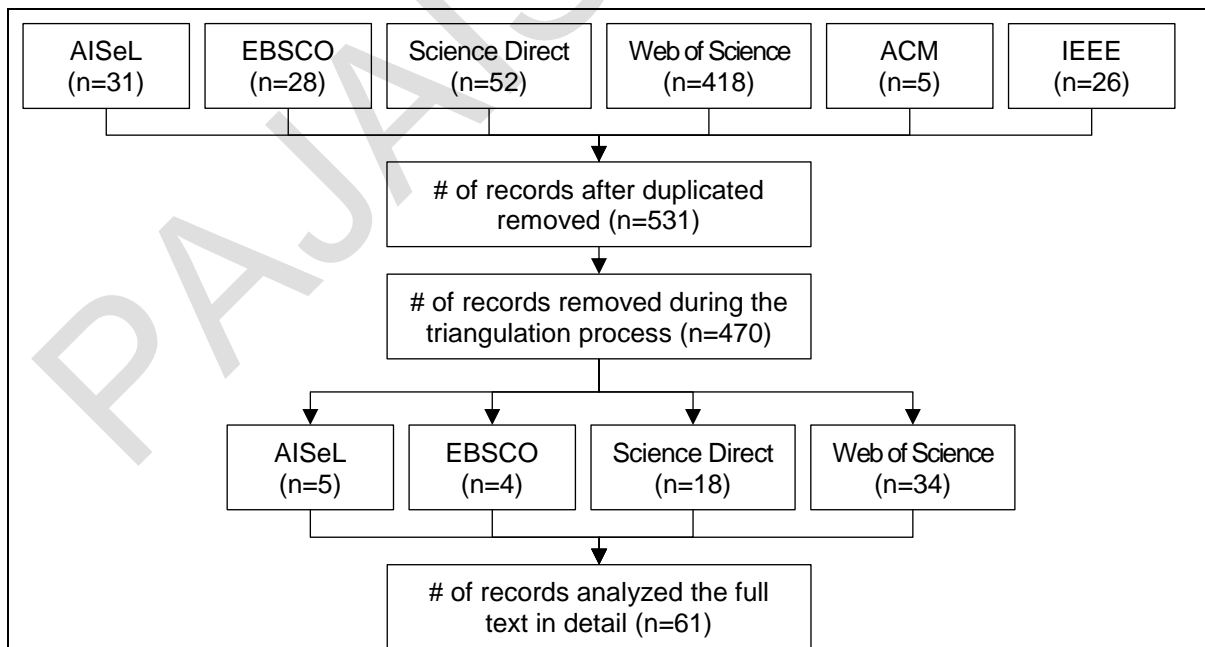 AISeL
(n=31)
EBSCO
(n=28)
Science Direct
(n=52)
Web of Science
(n=418)
ACM
(n=5)
IEEE
(n=26)
# of records after duplicated
removed (n=531)
# of records removed during the
triangulation process (n=470)
AISeL
(n=5)
EBSCO
(n=4)
Science Direct
(n=18)
Web of Science
(n=34)
# of records analyzed the full
text in detail (n=61)
PAJAIS